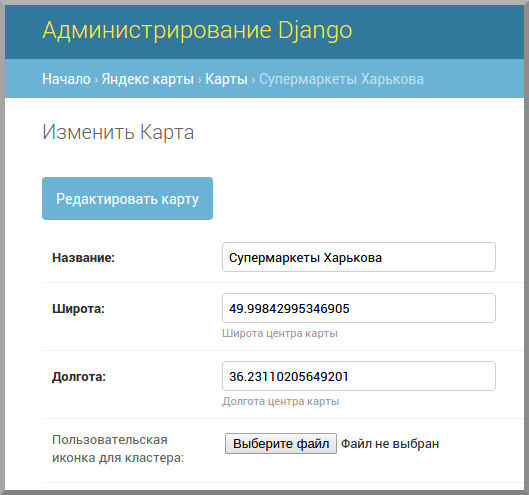 Администрирование Django
Начало › Яндекс карты › Карты › Супермаркеты Харькова
Изменить Карта
Редактировать карту
Название: Супермаркеты Харькова
Широта: 49.99842995346905
Широта центра карты
Долгота: 36.23110205649201
Долгота центра карты
Пользовательская
иконка для кластера: Выберите файл Файл не выбран